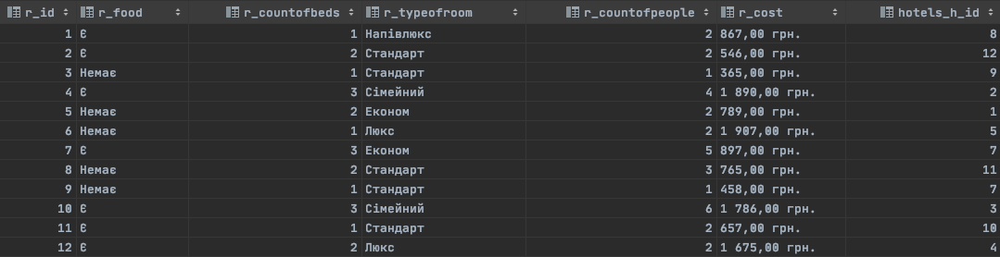 r_id r_food r_countofbeds r_typeofroom r_countofpeople r_cost hotels_h_id
1 Є 1 Напівлюкс 2 867,00 грн. 8
2 Є 2 Стандарт 2 546,00 грн. 12
3 Немає 1 Стандарт 1 365,00 грн. 9
4 Є 3 Сімейний 4 1 890,00 грн. 2
5 Немає 2 Економ 2 789,00 грн. 1
6 Немає 1 Люкс 2 1 907,00 грн. 5
7 Є 3 Економ 5 897,00 грн. 7
8 Немає 2 Стандарт 3 765,00 грн. 11
9 Немає 1 Стандарт 1 458,00 грн. 7
10 Є 3 Сімейний 6 1 786,00 грн. 3
11 Є 1 Стандарт 2 657,00 грн. 10
12 Є 2 Люкс 2 1 675,00 грн. 4